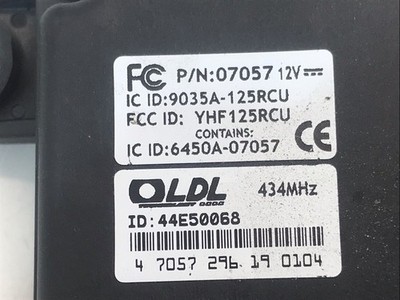 FC P/N:07057 12V
IC ID:9035A-125RCU
FCC ID: YHF125RCU
CONTAINS:
IC ID:6450A-07057 CE
LDL 434MHz
ID:44E50068
4 7057 296 19 0104